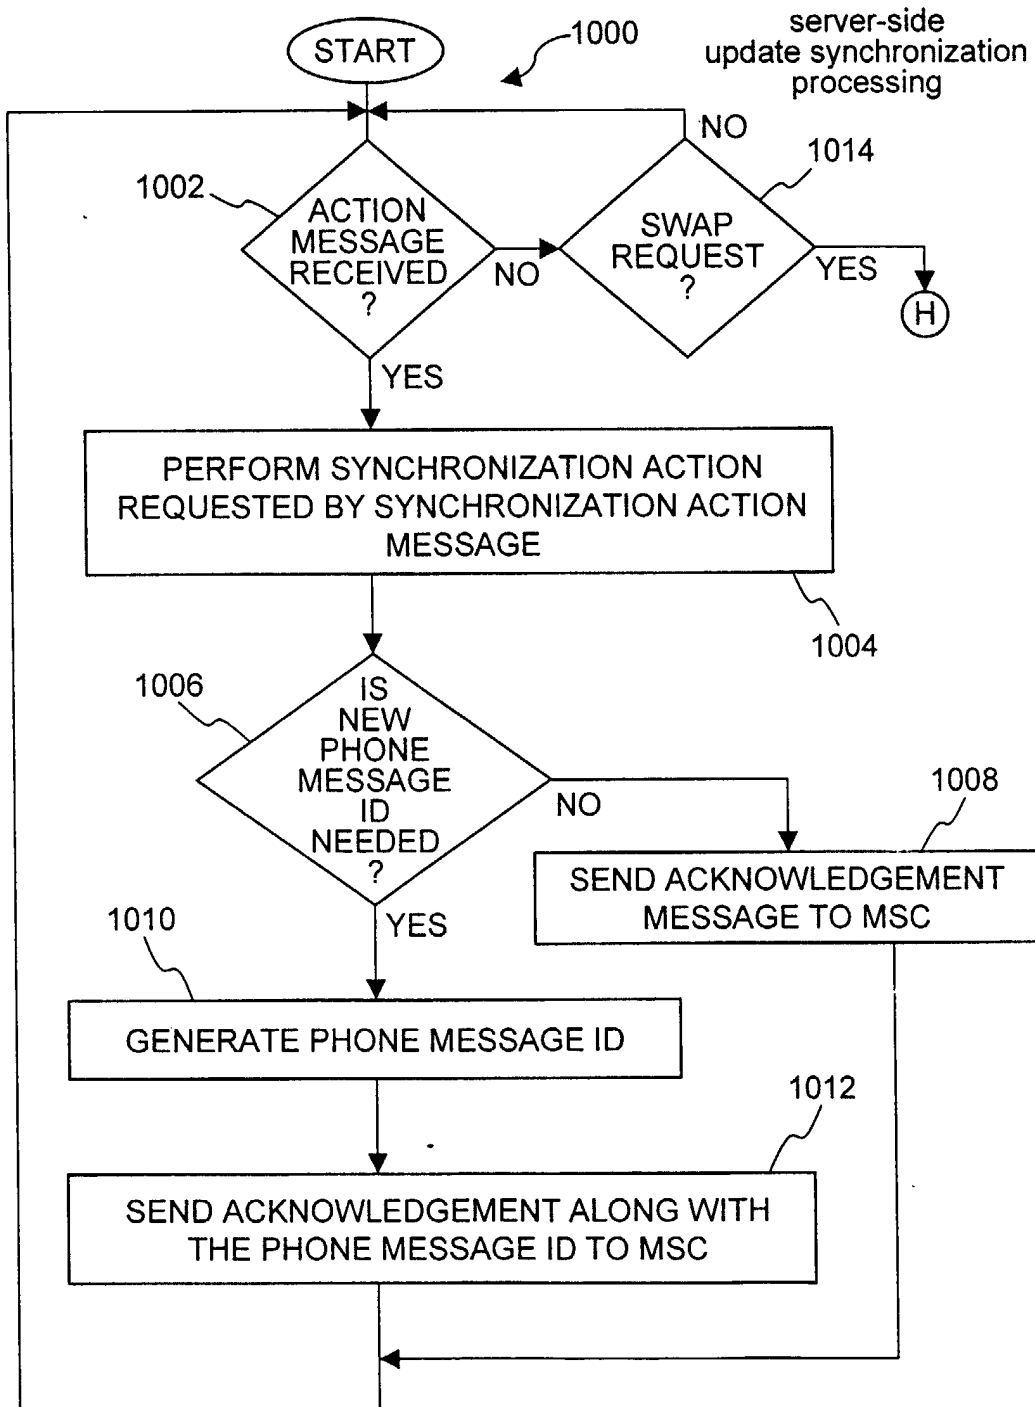 START
1000
server-side
update synchronization
processing
NO
1014
1002
ACTION
MESSAGE
RECEIVED
?
NO
SWAP
REQUEST
?
YES
H
YES
PERFORM SYNCHRONIZATION ACTION
REQUESTED BY SYNCHRONIZATION ACTION
MESSAGE
1004
1006
IS
NEW
PHONE
MESSAGE
ID
NEEDED
?
NO
1008
SEND ACKNOWLEDGEMENT
MESSAGE TO MSC
YES
1010
GENERATE PHONE MESSAGE ID
1012
SEND ACKNOWLEDGEMENT ALONG WITH
THE PHONE MESSAGE ID TO MSC